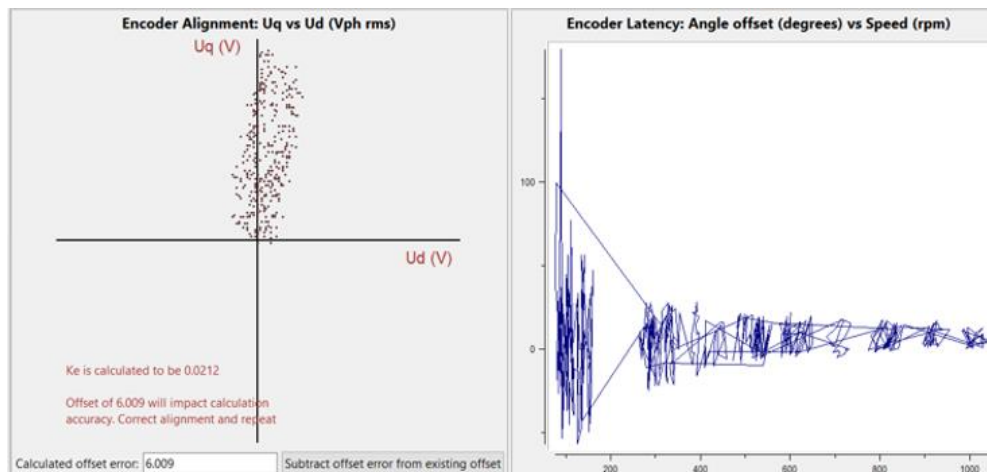 Encoder Alignment: Uq vs Ud (Vph rms)
Uq (V)
Ud (V)
Ke is calculated to be 0.0212
Offset of 6.009 will impact calculation
accuracy. Correct alignment and repeat
Calculated offset error: 6.009 Subtract offset error from existing offset
Encoder Latency: Angle offset (degrees) vs Speed (rpm)
100
0
200 400 600 800 1000